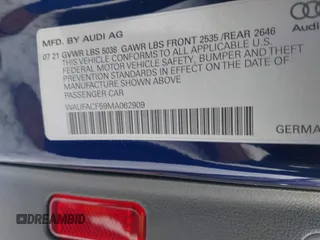 MFD. BY AUDI AG
07 21 GVWR LBS 5036 GAWR LBS FRONT 2535 /REAR 2646
THIS VEHICLE CONFORMS TO ALL APPLICABLE
FEDERAL MOTOR VEHICLE SAFETY, BUMPER, AND
THEFT PREVENTION STANDARDS IN EFFECT ON THE
DATE OF MANUFACTURE SHOWN ABOVE.
WAUFACF59MA062909
PASSENGER CAR
Audi
GERMA
© DREAMBID